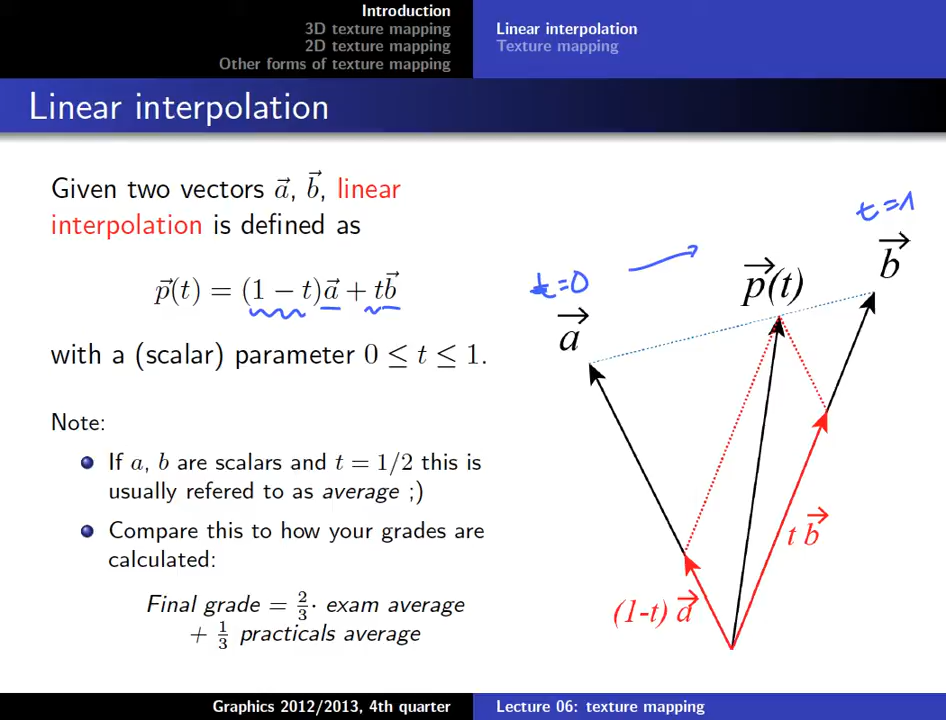 Introduction
3D texture mapping
2D texture mapping
Other forms of texture mapping
Linear interpolation
Texture mapping
Linear interpolation
Given two vectors a⃗, b⃗, linear
interpolation is defined as
p⃗(t) = (1 − t)a⃗ + tb⃗
with a (scalar) parameter 0 ≤ t ≤ 1.
Note:
If a, b are scalars and t = 1/2 this is
usually refered to as average ;)
Compare this to how your grades are
calculated:
Final grade = 2/3· exam average
+ 1/3 practicals average
t=0
t=1
a⃗
p⃗(t)
b⃗
t b⃗
(1-t) a⃗
Graphics 2012/2013, 4th quarter
Lecture 06: texture mapping